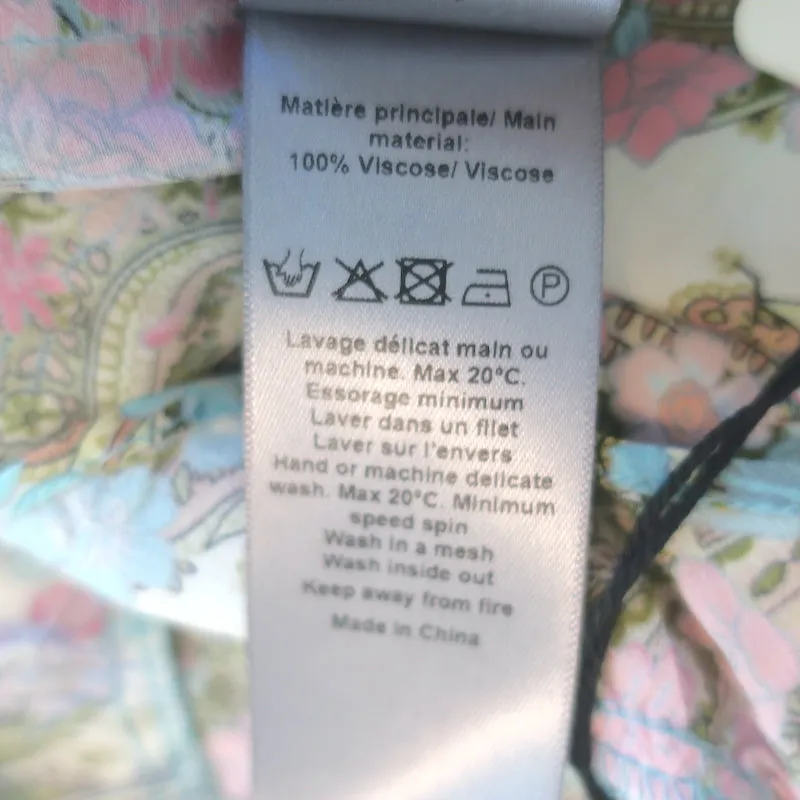 Matière principale/ Main
material:
100% Viscose/ Viscose
P
Lavage délicat main ou
machine. Max 20°C.
Essorage minimum
Laver dans un filet
Laver sur l'envers
Hand or machine delicate
wash. Max 20°C. Minimum
speed spin
Wash in a mesh
Wash inside out
Keep away from fire
Made in China